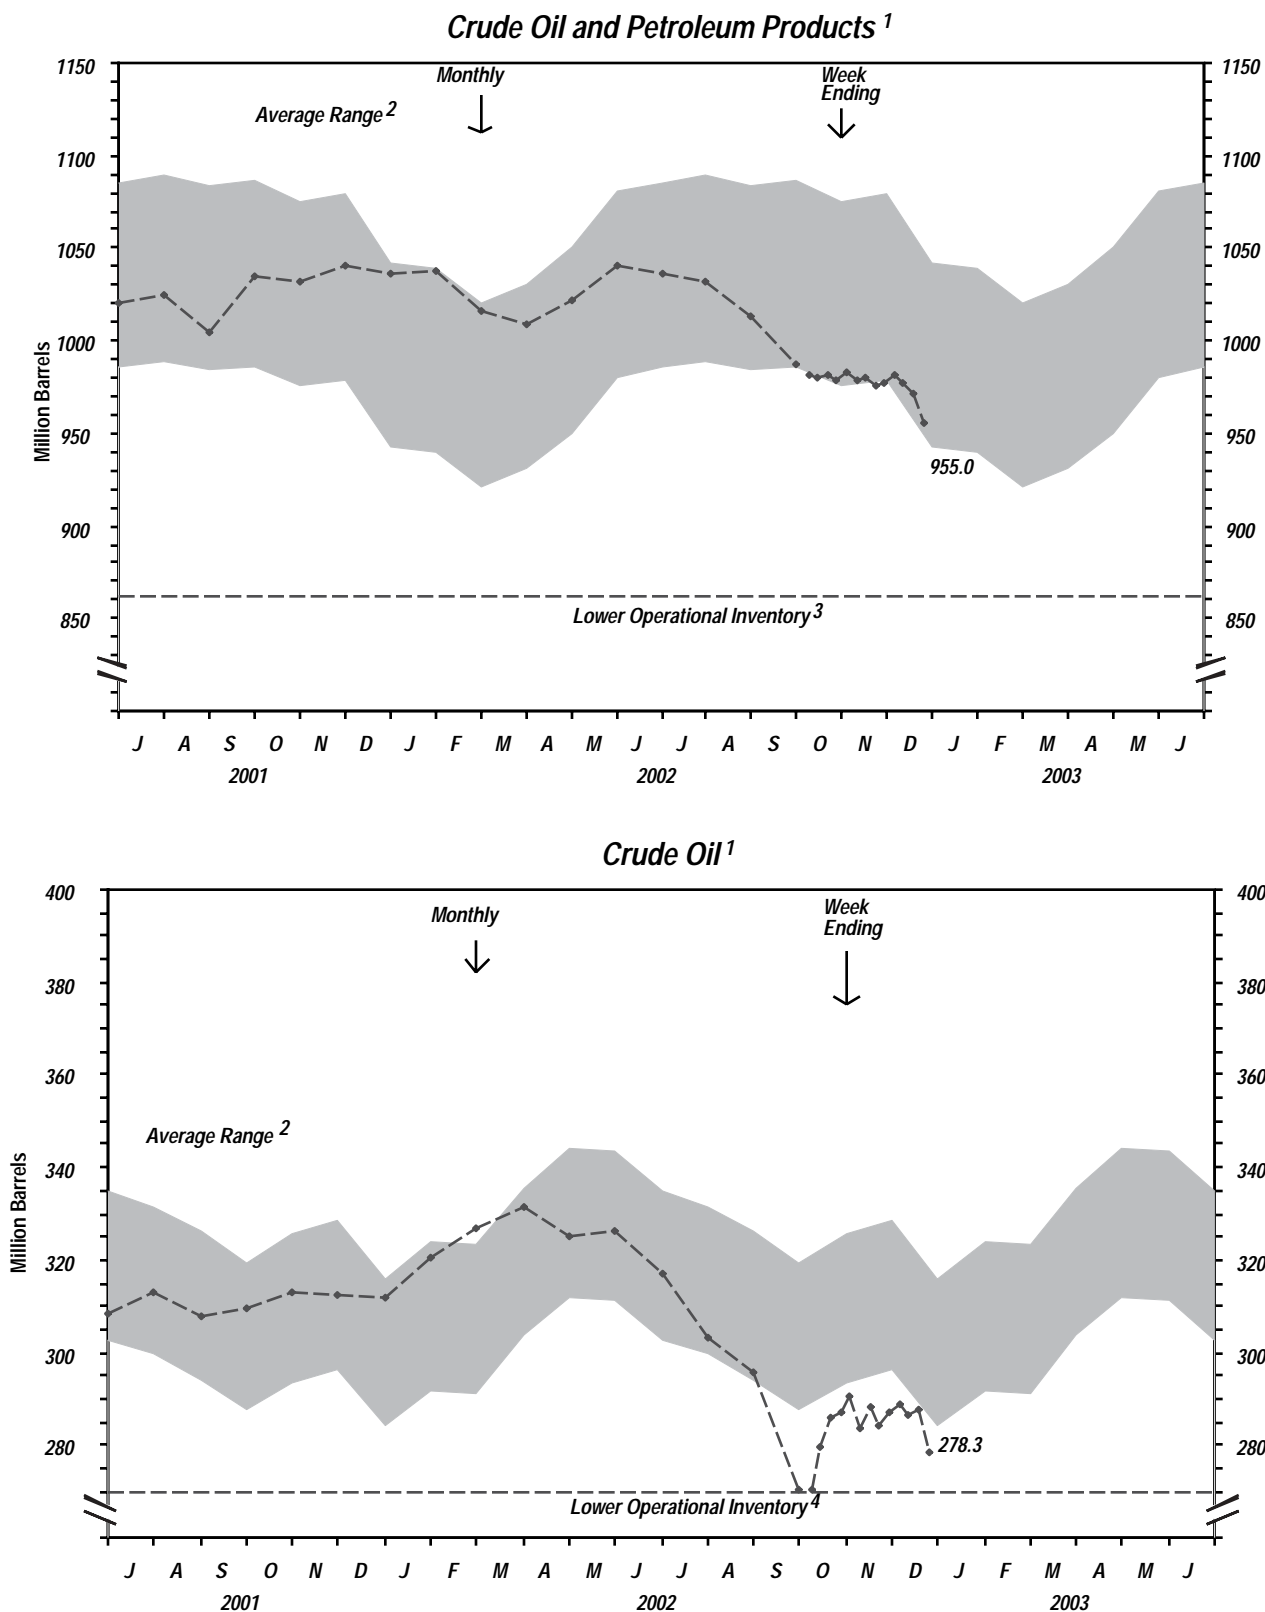 Crude Oil and Petroleum Products 1
1150 1150
Monthly Week
Ending
Average Range 2
1100 1100
1050 1050
1000 1000
Million Barrels
950 950
955.0
900 900
Lower Operational Inventory 3
850 850
J A S O N D J F M A M J J A S O N D J F M A M J
2001 2002 2003
Crude Oil 1
400 400
Monthly Week
Ending
380 380
360 360
Average Range 2
340 340
Million Barrels
320 320
300 300
280 278.3 280
Lower Operational Inventory 4
J A S O N D J F M A M J J A S O N D J F M A M J
2001 2002 2003